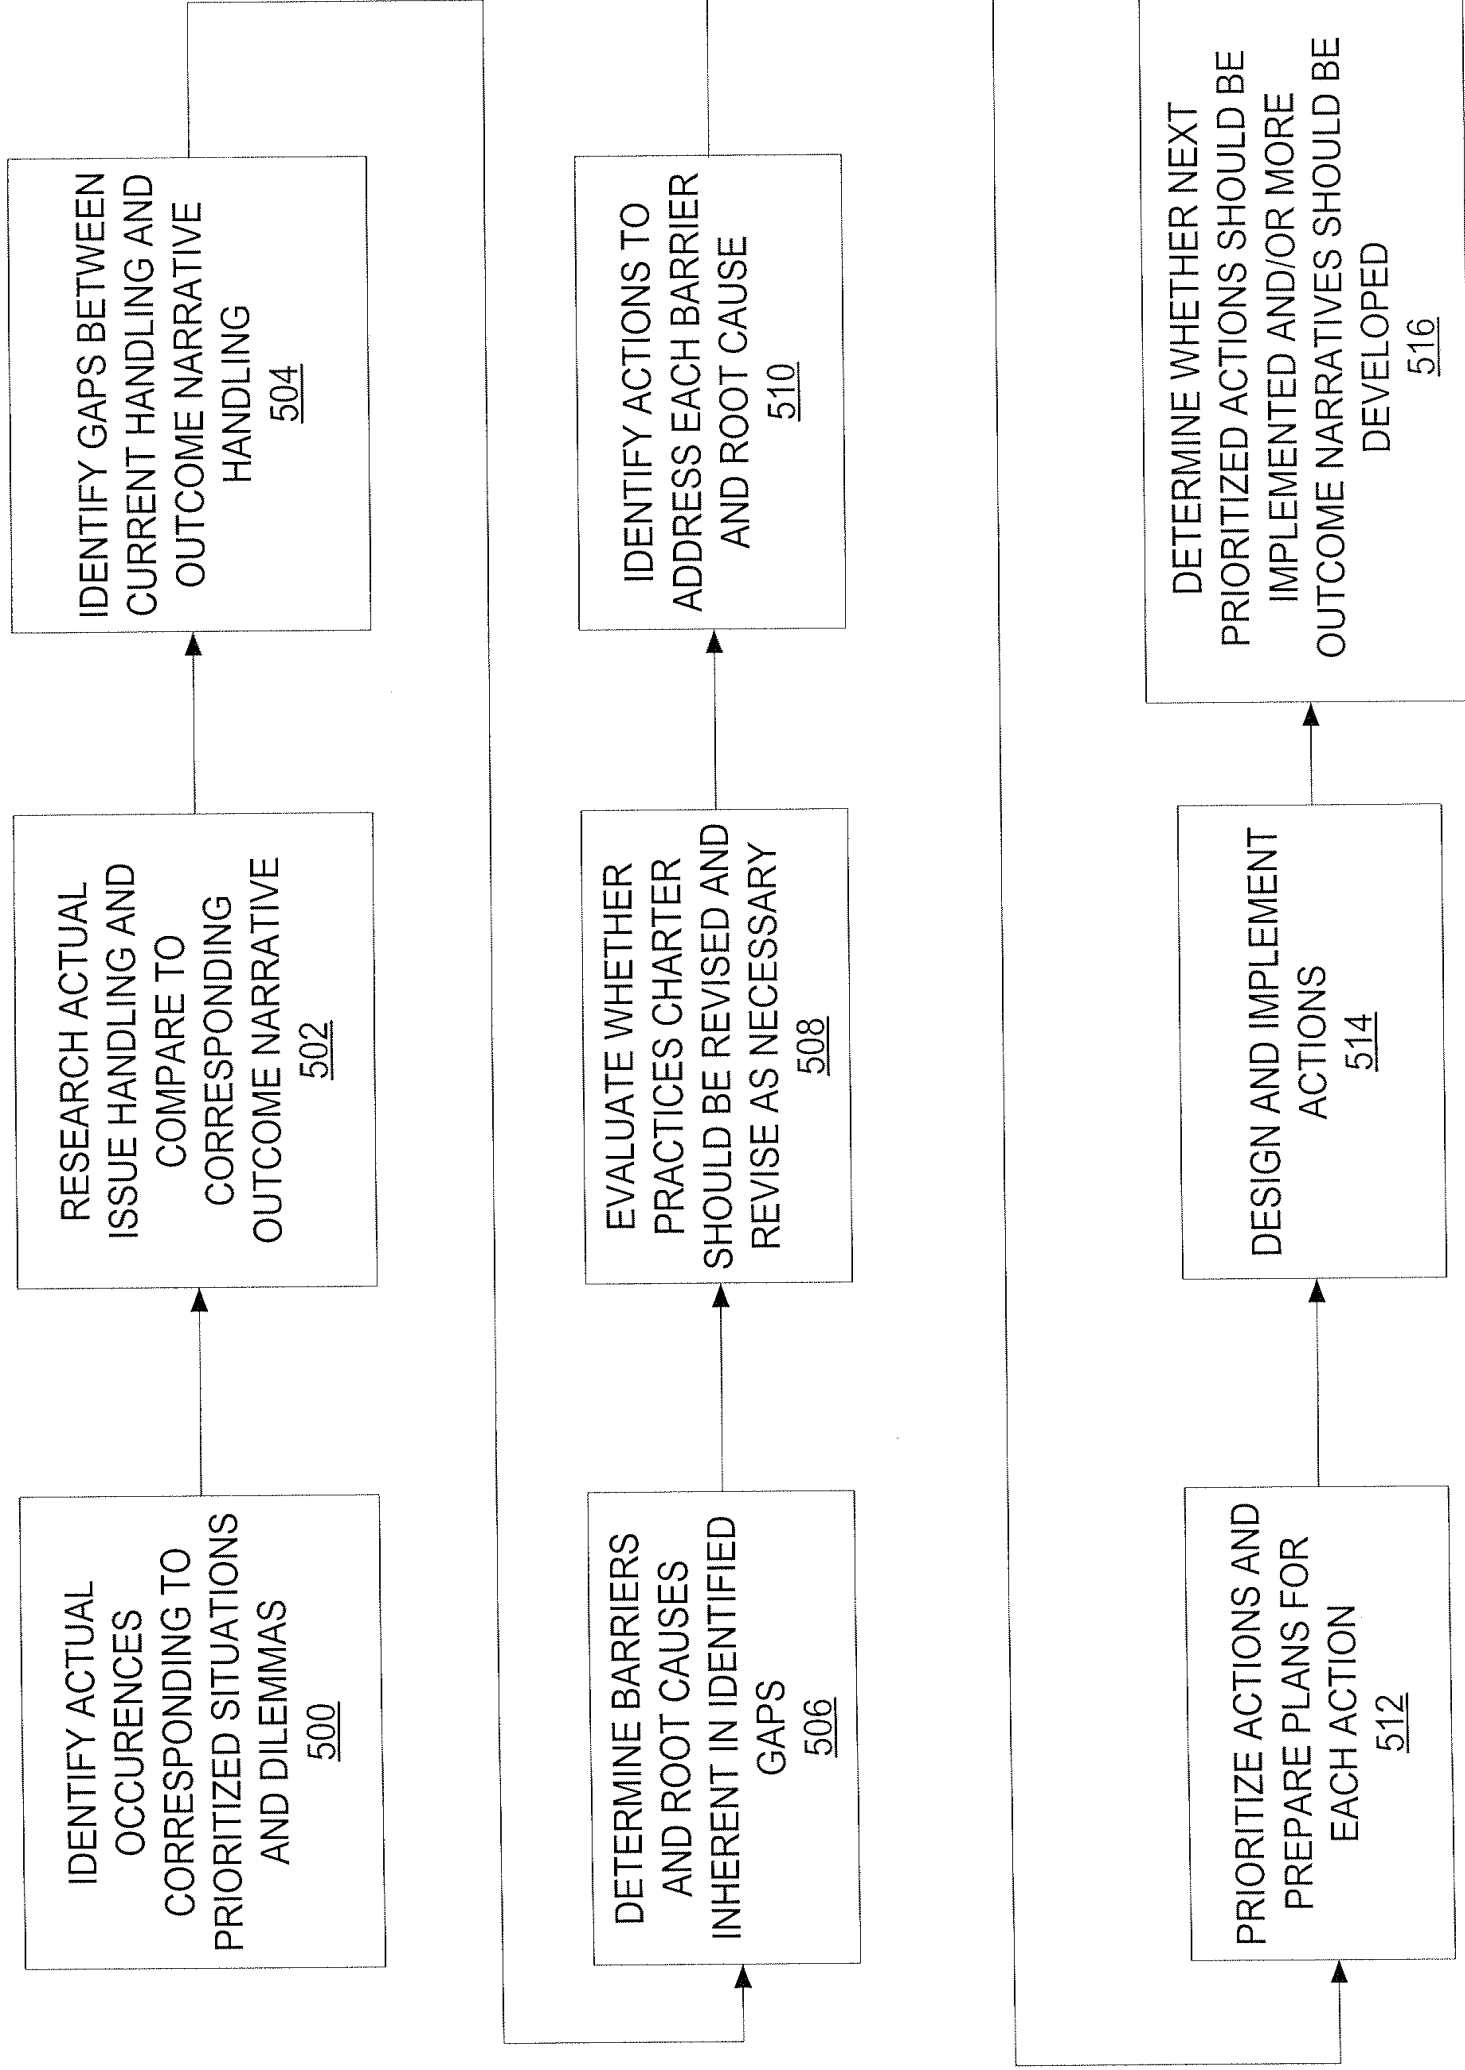 IDENTIFY ACTUAL
OCCURENCES
CORRESPONDING TO
PRIORITIZED SITUATIONS
AND DILEMMAS
500
RESEARCH ACTUAL
ISSUE HANDLING AND
COMPARE TO
CORRESPONDING
OUTCOME NARRATIVE
502
IDENTIFY GAPS BETWEEN
CURRENT HANDLING AND
OUTCOME NARRATIVE
HANDLING
504
DETERMINE BARRIERS
AND ROOT CAUSES
INHERENT IN IDENTIFIED
GAPS
506
EVALUATE WHETHER
PRACTICES CHARTER
SHOULD BE REVISED AND
REVISE AS NECESSARY
508
IDENTIFY ACTIONS TO
ADDRESS EACH BARRIER
AND ROOT CAUSE
510
PRIORITIZE ACTIONS AND
PREPARE PLANS FOR
EACH ACTION
512
DESIGN AND IMPLEMENT
ACTIONS
514
DETERMINE WHETHER NEXT
PRIORITIZED ACTIONS SHOULD BE
IMPLEMENTED AND/OR MORE
OUTCOME NARRATIVES SHOULD BE
DEVELOPED
516